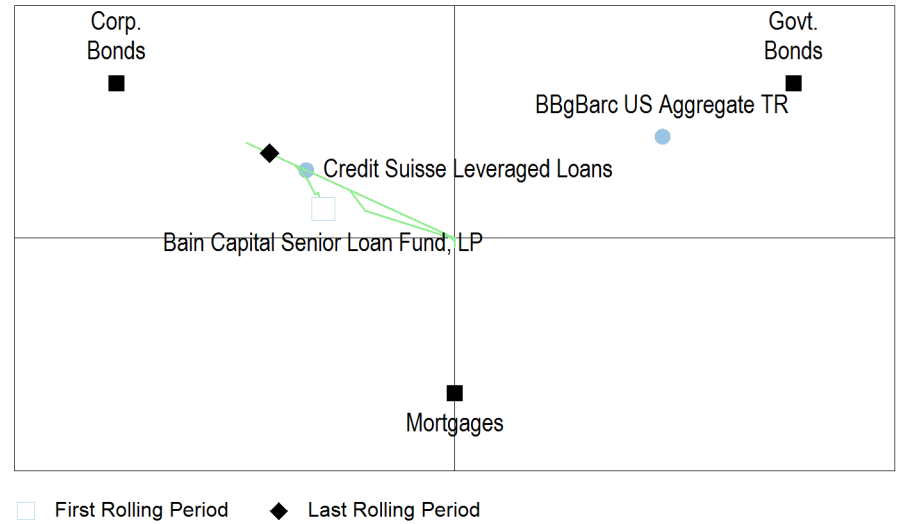 Corp.
Bonds
Govt.
Bonds
BBgBarc US Aggregate TR
Credit Suisse Leveraged Loans
Bain Capital Senior Loan Fund, LP
Mortgages
First Rolling Period
Last Rolling Period